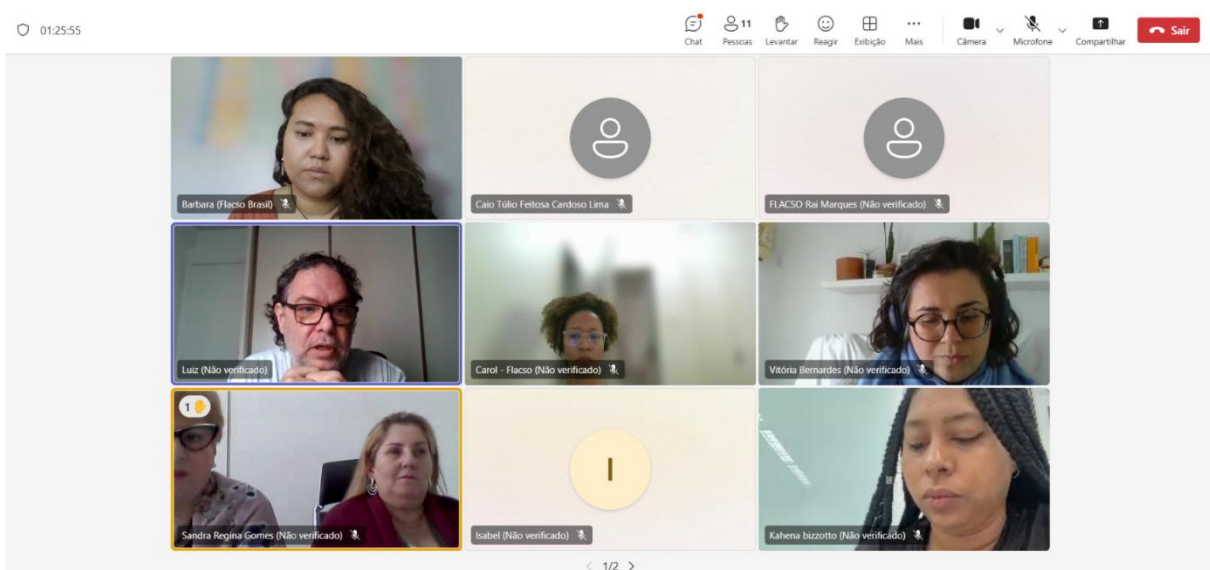 01:25:55
11
Chat Pessoas Levantar Reagir Exibição Mais Câmera Microfone Compartilhar Sair
Barbara (Flacso Brasil)
Caio Túlio Feitosa Cardoso Lima
FLACSO Rai Marques (Não verificado)
Luiz (Não verificado)
Carol - Flacso (Não verificado)
Vitória Bernardes (Não verificado)
1
Sandra Regina Gomes (Não verificado)
I
Isabel (Não verificado)
Kahena bizzotto (Não verificado)
1/2